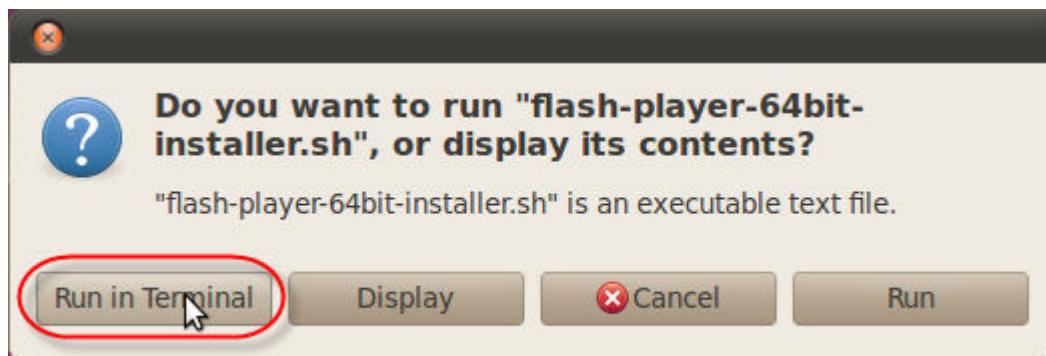 Do you want to run "flash-player-64bit-
installer.sh", or display its contents?
"flash-player-64bit-installer.sh" is an executable text file.
Run in Terminal Display Cancel Run